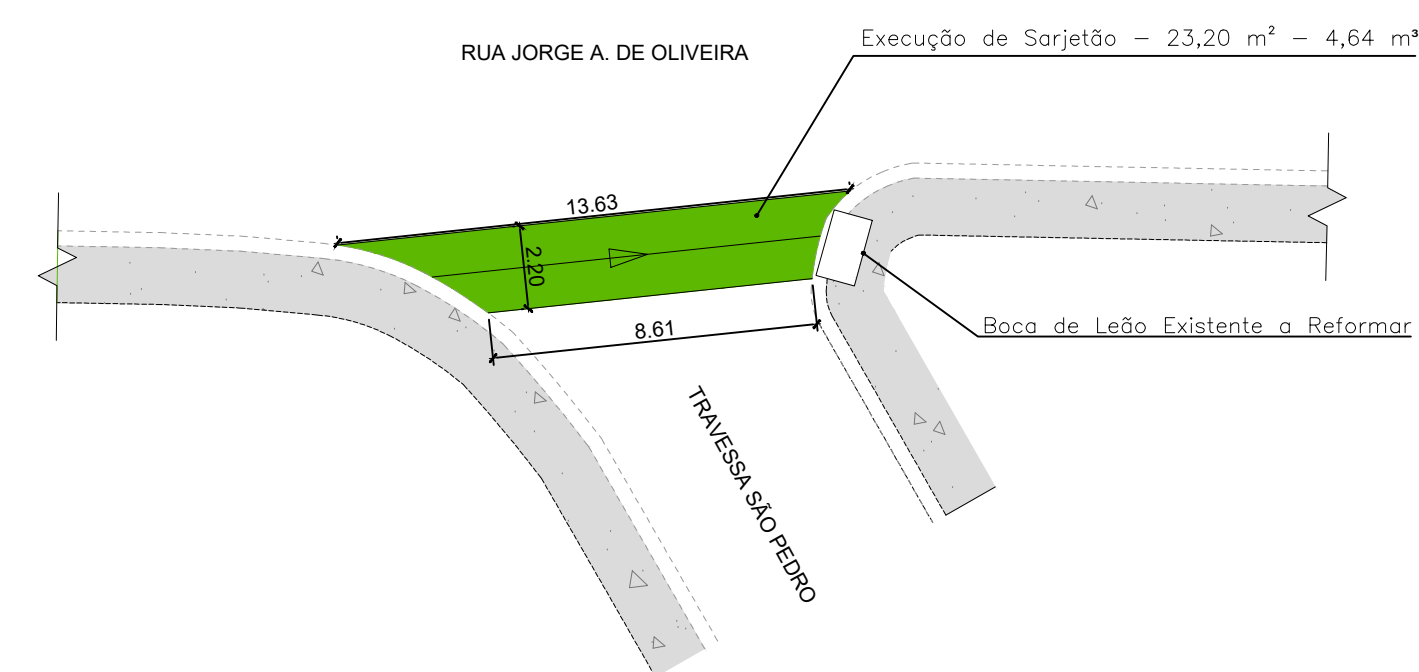 RUA JORGE A. DE OLIVEIRA
Execução de Sarjetão – 23,20 m² – 4,64 m³
13.63
2.20
8.61
Boca de Leão Existente a Reformar
TRAVESSA SÃO PEDRO